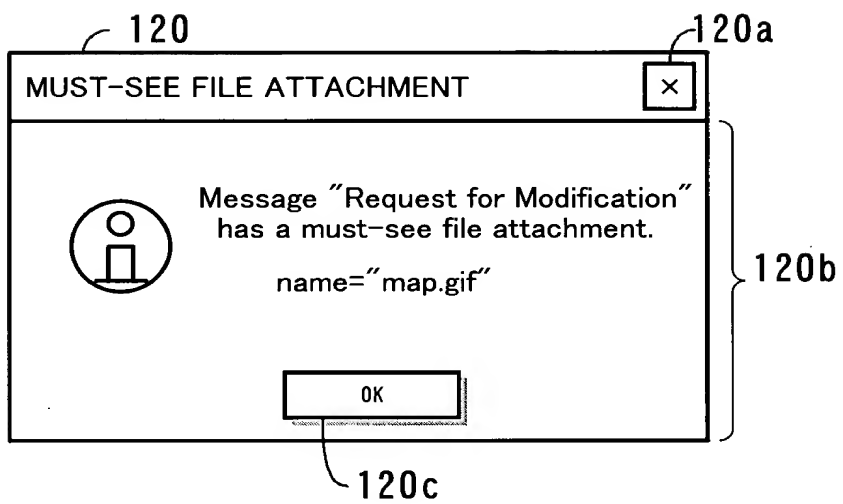 120
120a
MUST-SEE FILE ATTACHMENT
×
Message "Request for Modification"
has a must-see file attachment.
name="map.gif"
120b
OK
120c